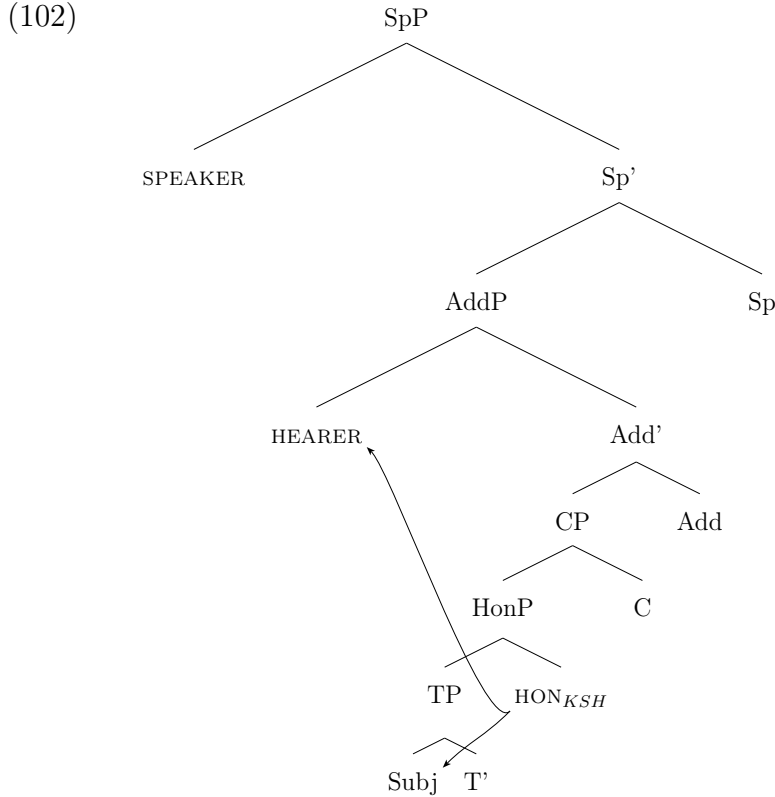 (102) SpP
SPEAKER Sp'
AddP Sp
HEARER Add'
CP Add
HonP C
TP HON_KSH
Subj T'